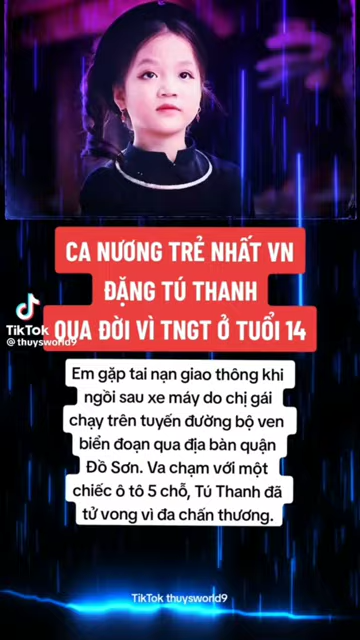 CA NƯƠNG TRẺ NHẤT VN
ĐẶNG TÚ THANH
QUA ĐỜI VÌ TNGT Ở TUỔI 14
TikTok
@thuysworld9
Em gặp tai nạn giao thông khi
ngồi sau xe máy do chị gái
chạy trên tuyến đường bộ ven
biển đoạn qua địa bàn quận
Đồ Sơn. Va chạm với một
chiếc ô tô 5 chỗ, Tú Thanh đã
tử vong vì đa chấn thương.
TikTok thuysworld9